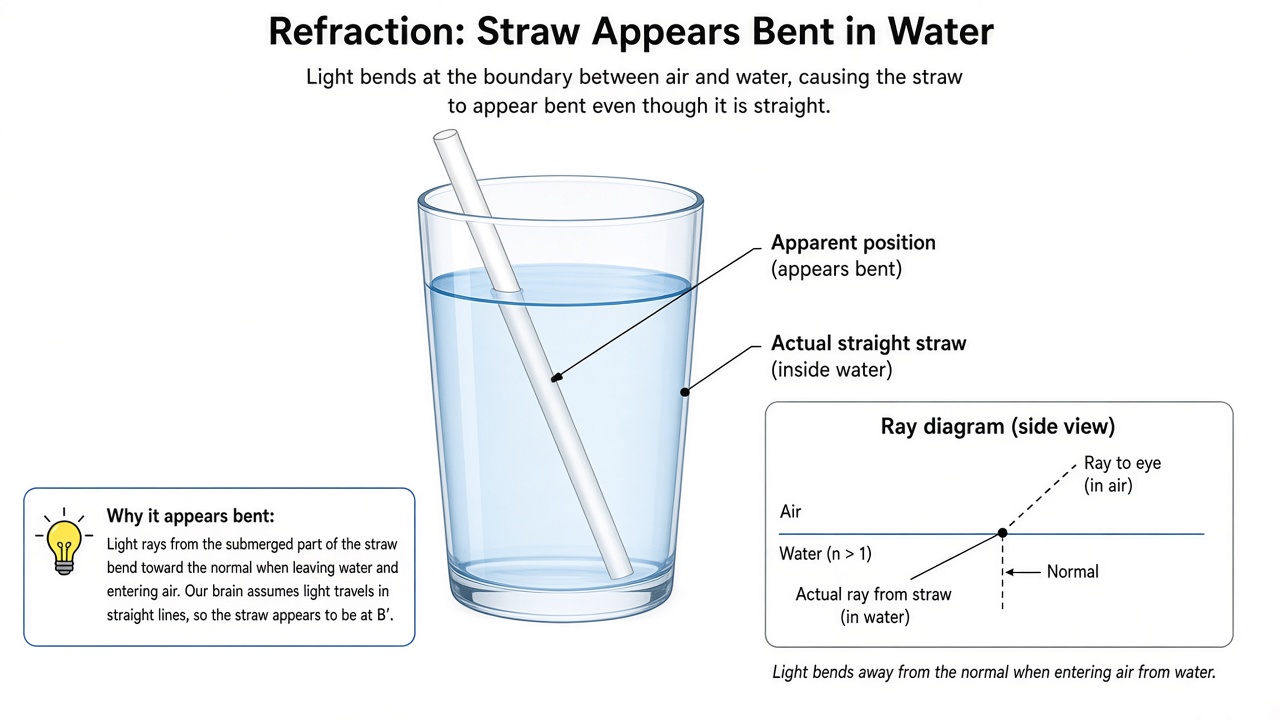 Refraction: Straw Appears Bent in Water
Light bends at the boundary between air and water, causing the straw
to appear bent even though it is straight.
Apparent position
(appears bent)
Actual straight straw
(inside water)
Why it appears bent:
Light rays from the submerged part of the straw
bend toward the normal when leaving water and
entering air. Our brain assumes light travels in
straight lines, so the straw appears to be at B′.
Ray diagram (side view)
Ray to eye
(in air)
Air
Water (n > 1)
Normal
Actual ray from straw
(in water)
Light bends away from the normal when entering air from water.